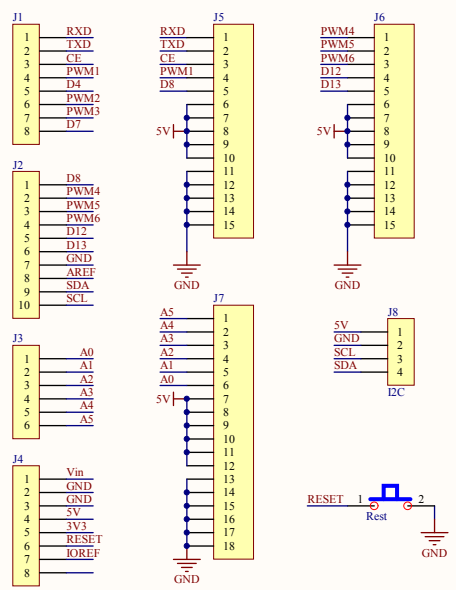 J1
1 RXD
2 TXD
3 CE
4 PWM1
5 D4
6 PWM2
7 PWM3
8 D7
J2
1 D8
2 PWM4
3 PWM5
4 PWM6
5 D12
6 D13
7 GND
8 AREF
9 SDA
10 SCL
J3
1 A0
2 A1
3 A2
4 A3
5 A4
6 A5
J4
1 Vin
2 GND
3 GND
4 5V
5 3V3
6 RESET
7 IOREF
8
J5
RXD 1
TXD 2
CE 3
PWM1 4
D8 5
6
7
5V 8
9
10
11
12
13
14
15
GND
J7
A5 1
A4 2
A3 3
A2 4
A1 5
A0 6
5V 7
8
9
10
11
12
13
14
15
16
17
18
GND
J6
PWM4 1
PWM5 2
PWM6 3
D12 4
D13 5
6
7
5V 8
9
10
11
12
13
14
15
GND
J8
5V 1
GND 2
SCL 3
SDA 4
I2C
RESET 1 2
Rest
GND